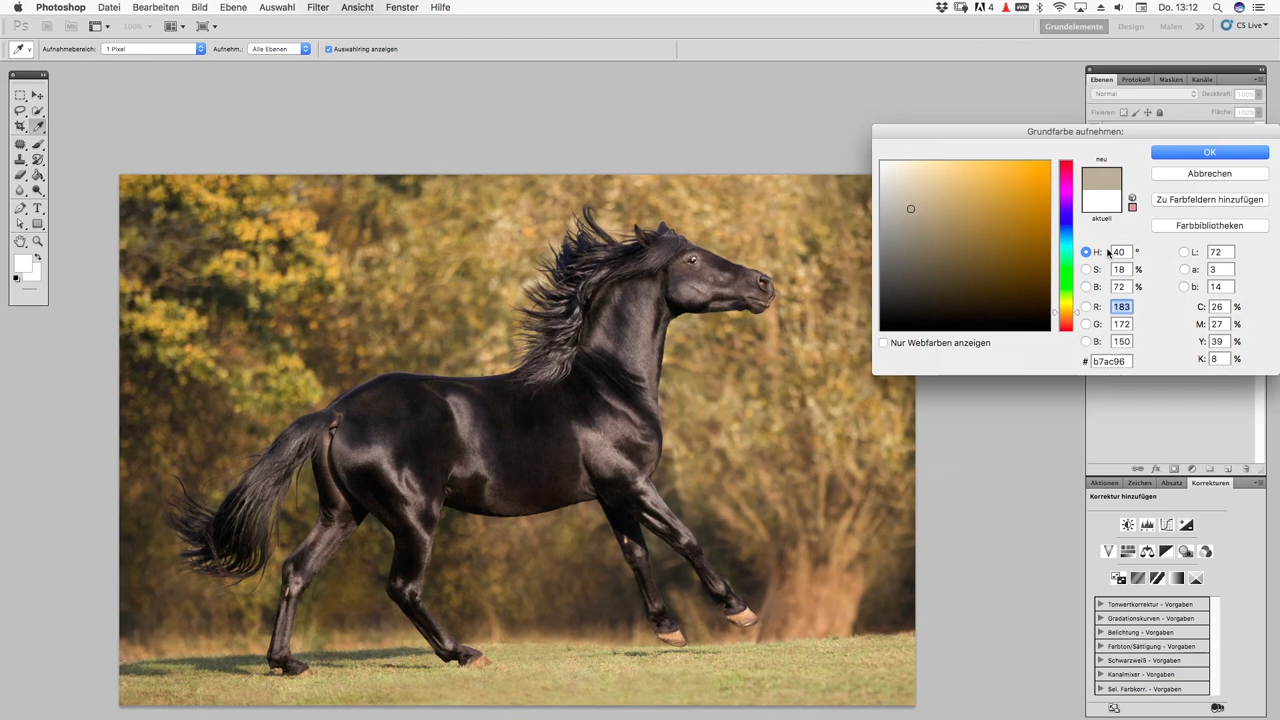 Photoshop Datei Bearbeiten Bild Ebene Auswahl Filter Ansicht Fenster Hilfe 4 Do. 13:12
Ps Br Mb 100% Grundelemente Design Malen >> CS Live
Aufnahmebereich: 1 Pixel Aufnehm.: Alle Ebenen Auswahlring anzeigen
Ebenen Protokoll Masken Kanäle
Normal Deckkraft: 100%
Fixieren: Fläche: 100%
Grundfarbe aufnehmen:
neu
aktuell
OK
Abbrechen
Zu Farbfeldern hinzufügen
Farbbibliotheken
H: 40 ° L: 72
S: 18 % a: 3
B: 72 % b: 14
R: 183 C: 26 %
G: 172 M: 27 %
B: 150 Y: 39 %
# b7ac96 K: 8 %
Nur Webfarben anzeigen
Aktionen Zeichen Absatz Korrekturen
Korrektur hinzufügen
Tonwertkorrektur - Vorgaben
Gradationskurven - Vorgaben
Belichtung - Vorgaben
Farbton/Sättigung - Vorgaben
Schwarzweiß - Vorgaben
Kanalmixer - Vorgaben
Sel. Farbkorr. - Vorgaben